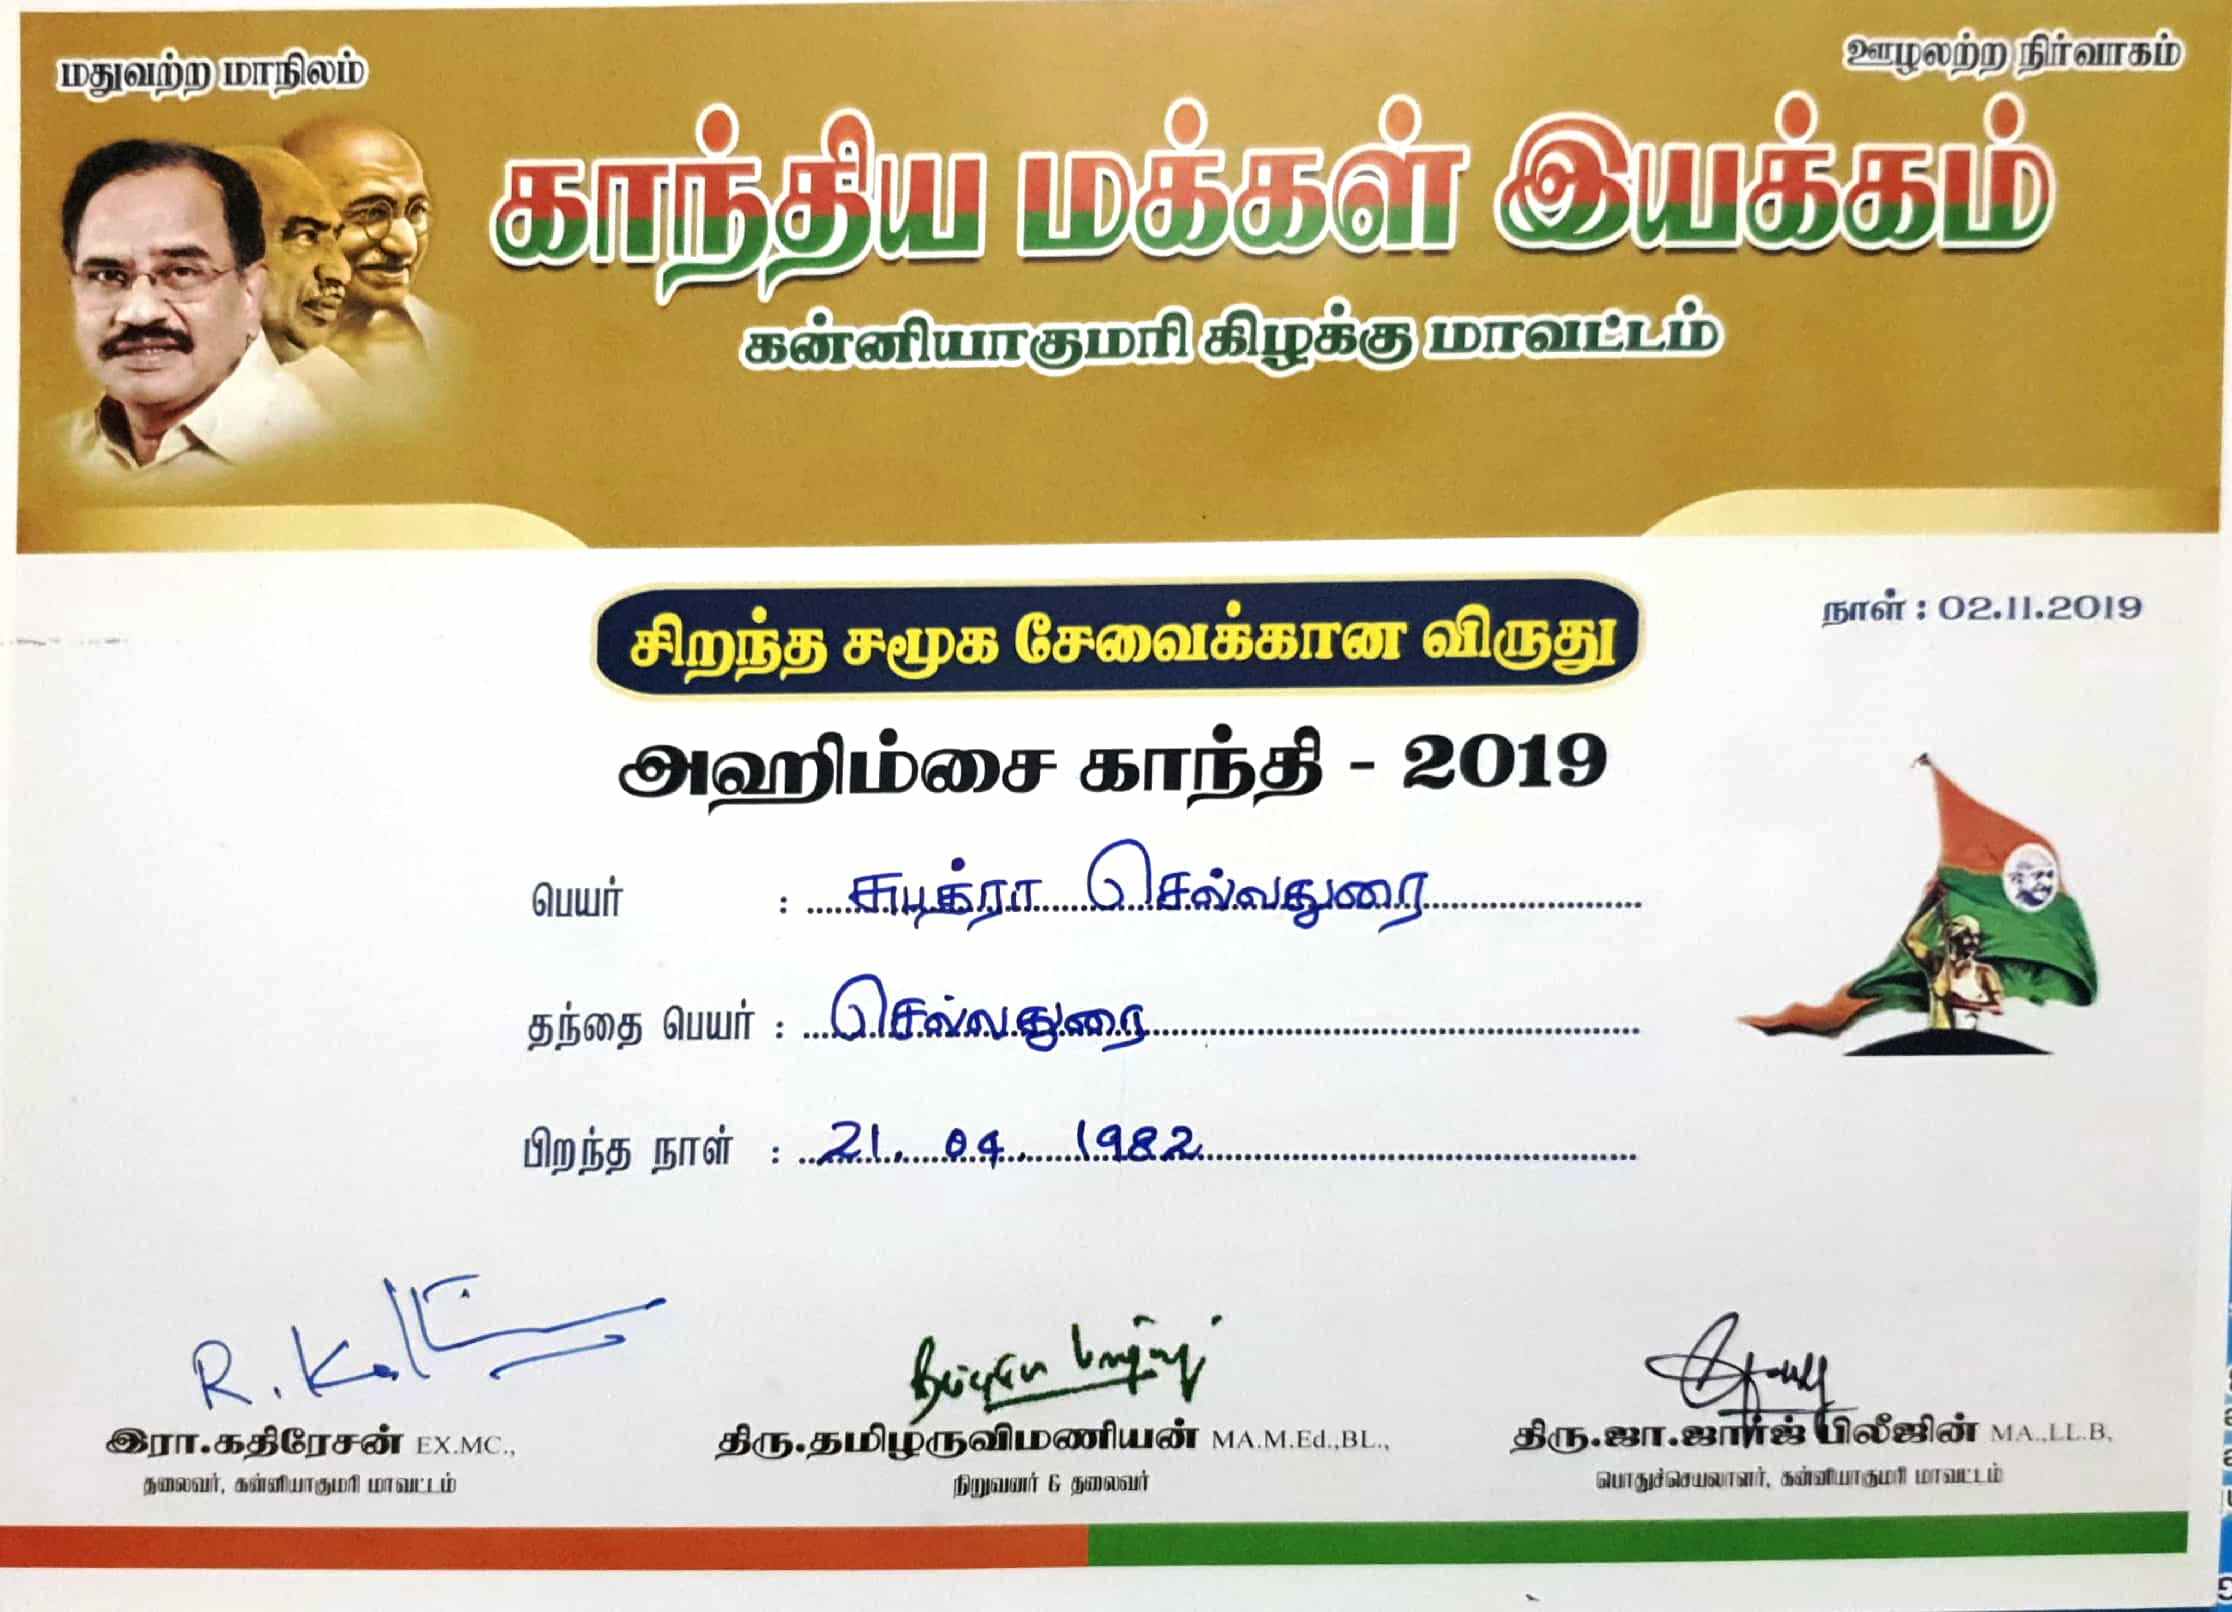 மதுவற்ற மாநிலம்
ஊழலற்ற நிர்வாகம்
காந்திய மக்கள் இயக்கம்
கன்னியாகுமரி கிழக்கு மாவட்டம்
நாள் : 02.11.2019
சிறந்த சமூக சேவைக்கான விருது
அஹிம்சை காந்தி - 2019
பெயர் : சுபத்ரா செல்வதுரை
தந்தை பெயர் : செல்வதுரை
பிறந்த நாள் : 21. 04. 1982
இரா.கதிரேசன் EX.MC.,
தலைவர், கன்னியாகுமரி மாவட்டம்
திரு.தமிழருவிமணியன் MA.M.Ed.,BL.,
நிறுவனர் & தலைவர்
திரு.ஜா.ஜார்ஜ் பிலீஜின் MA.,LL.B,
பொதுச்செயலாளர், கன்னியாகுமரி மாவட்டம்